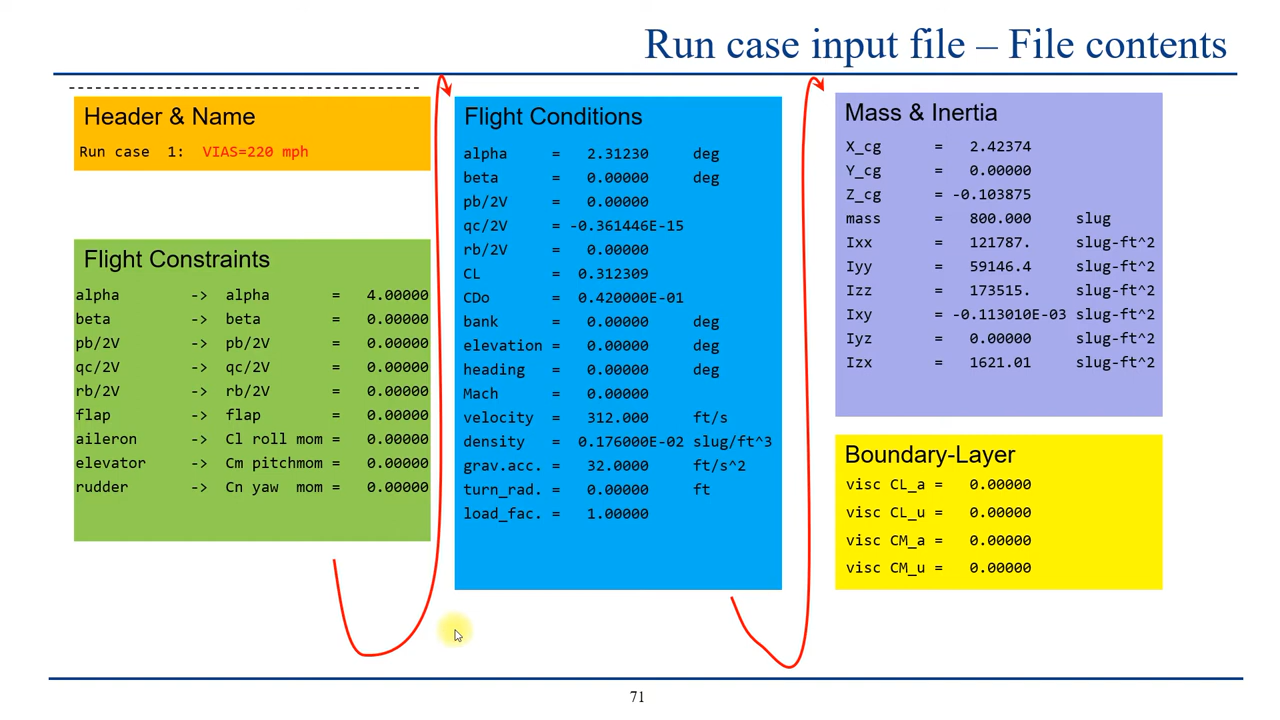 Run case input file – File contents
Header & Name
Run case 1: VIAS=220 mph
Flight Constraints
alpha -> alpha = 4.00000
beta -> beta = 0.00000
pb/2V -> pb/2V = 0.00000
qc/2V -> qc/2V = 0.00000
rb/2V -> rb/2V = 0.00000
flap -> flap = 0.00000
aileron -> Cl roll mom = 0.00000
elevator -> Cm pitchmom = 0.00000
rudder -> Cn yaw mom = 0.00000
Flight Conditions
alpha = 2.31230 deg
beta = 0.00000 deg
pb/2V = 0.00000
qc/2V = -0.361446E-15
rb/2V = 0.00000
CL = 0.312309
CDo = 0.420000E-01
bank = 0.00000 deg
elevation = 0.00000 deg
heading = 0.00000 deg
Mach = 0.00000
velocity = 312.000 ft/s
density = 0.176000E-02 slug/ft^3
grav.acc. = 32.0000 ft/s^2
turn_rad. = 0.00000 ft
load_fac. = 1.00000
Mass & Inertia
X_cg = 2.42374
Y_cg = 0.00000
Z_cg = -0.103875
mass = 800.000 slug
Ixx = 121787. slug-ft^2
Iyy = 59146.4 slug-ft^2
Izz = 173515. slug-ft^2
Ixy = -0.113010E-03 slug-ft^2
Iyz = 0.00000 slug-ft^2
Izx = 1621.01 slug-ft^2
Boundary-Layer
visc CL_a = 0.00000
visc CL_u = 0.00000
visc CM_a = 0.00000
visc CM_u = 0.00000
71